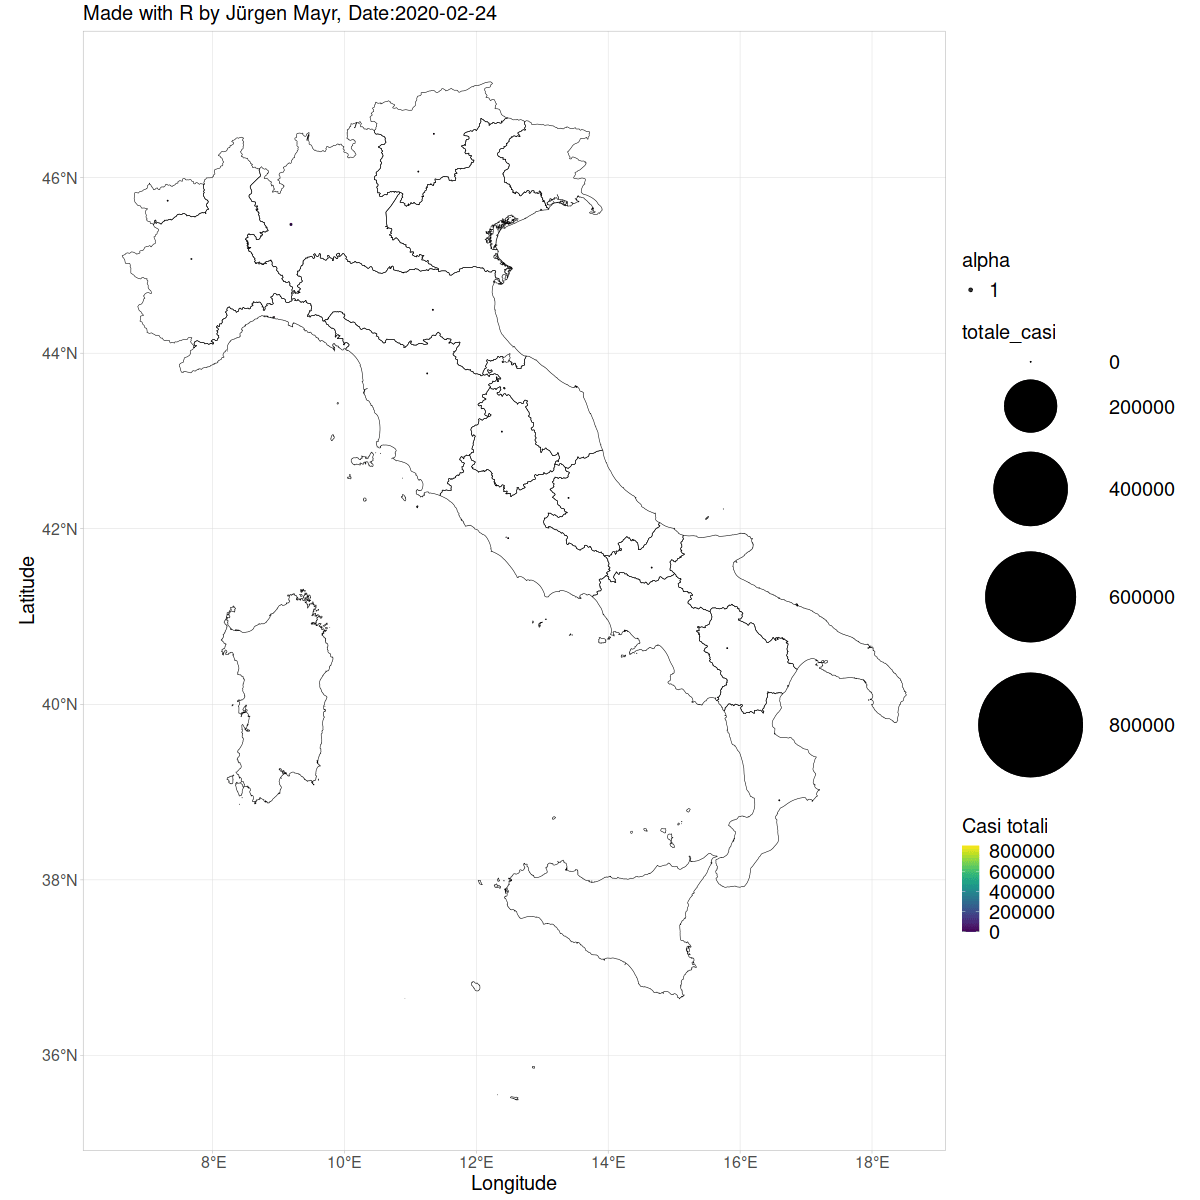 Made with R by Jürgen Mayr, Date:2020-02-24
46°N
44°N
42°N
40°N
38°N
36°N
Latitude
8°E
10°E
12°E
14°E
16°E
18°E
Longitude
alpha
1
totale_casi
0
200000
400000
600000
800000
Casi totali
800000
600000
400000
200000
0